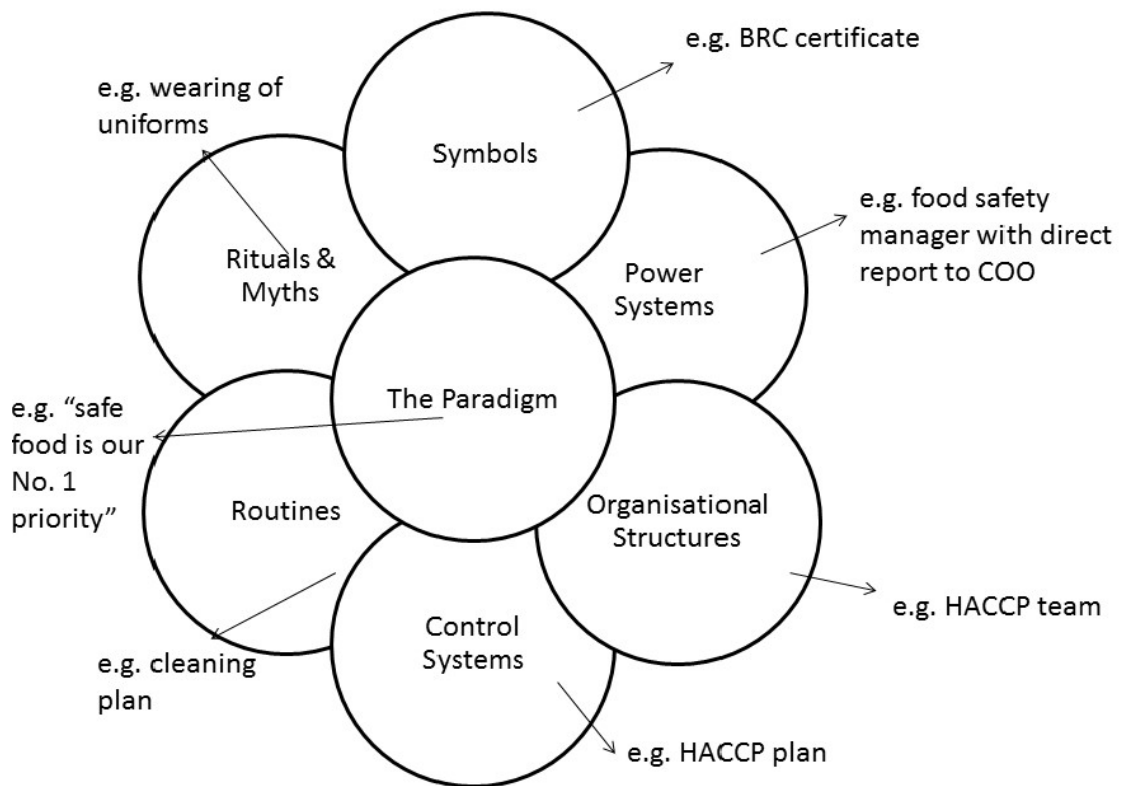 e.g. BRC certificate
e.g. wearing of
uniforms
Symbols
e.g. food safety
manager with direct
report to COO
Rituals &
Myths
Power
Systems
The Paradigm
e.g. “safe
food is our
No. 1
priority”
Routines
Organisational
Structures
e.g. HACCP team
Control
Systems
e.g. cleaning
plan
e.g. HACCP plan